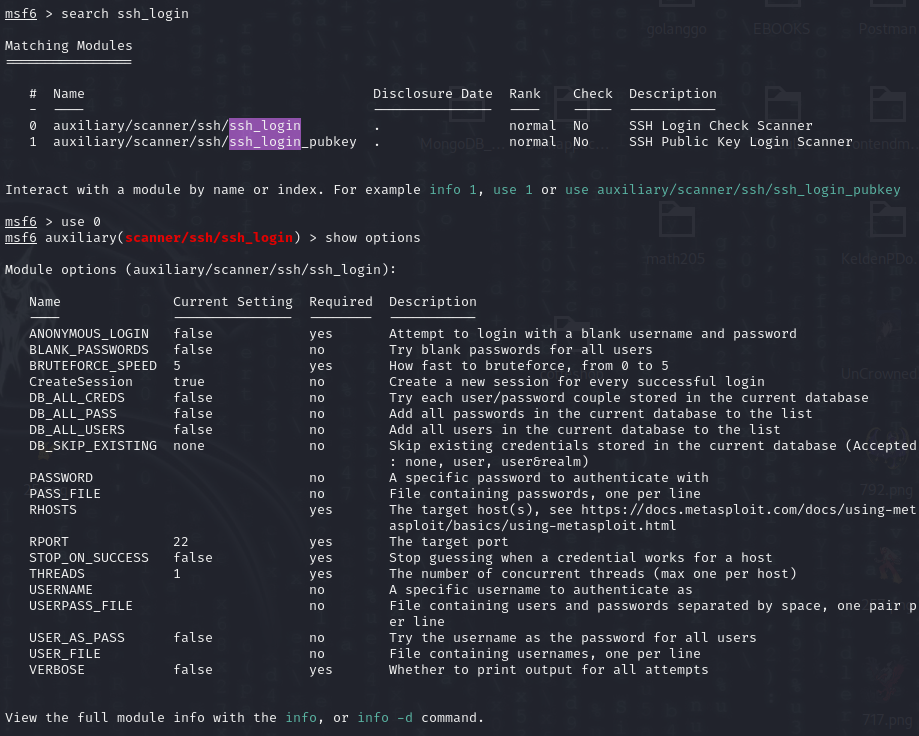 msf6 > search ssh_login
Matching Modules
================
#  Name                                    Disclosure Date  Rank    Check  Description
-  ----                                    ---------------  ----    -----  -----------
0  auxiliary/scanner/ssh/ssh_login         .                normal  No     SSH Login Check Scanner
1  auxiliary/scanner/ssh/ssh_login_pubkey  .                normal  No     SSH Public Key Login Scanner
Interact with a module by name or index. For example info 1, use 1 or use auxiliary/scanner/ssh/ssh_login_pubkey
msf6 > use 0
msf6 auxiliary(scanner/ssh/ssh_login) > show options
Module options (auxiliary/scanner/ssh/ssh_login):
Name              Current Setting  Required  Description
----              ---------------  --------  -----------
ANONYMOUS_LOGIN   false            yes       Attempt to login with a blank username and password
BLANK_PASSWORDS   false            no        Try blank passwords for all users
BRUTEFORCE_SPEED  5                yes       How fast to bruteforce, from 0 to 5
CreateSession     true             no        Create a new session for every successful login
DB_ALL_CREDS      false            no        Try each user/password couple stored in the current database
DB_ALL_PASS       false            no        Add all passwords in the current database to the list
DB_ALL_USERS      false            no        Add all users in the current database to the list
DB_SKIP_EXISTING  none             no        Skip existing credentials stored in the current database (Accepted
: none, user, user&realm)
PASSWORD                           no        A specific password to authenticate with
PASS_FILE                          no        File containing passwords, one per line
RHOSTS                             yes       The target host(s), see https://docs.metasploit.com/docs/using-met
asploit/basics/using-metasploit.html
RPORT             22               yes       The target port
STOP_ON_SUCCESS   false            yes       Stop guessing when a credential works for a host
THREADS           1                yes       The number of concurrent threads (max one per host)
USERNAME                           no        A specific username to authenticate as
USERPASS_FILE                      no        File containing users and passwords separated by space, one pair p
er line
USER_AS_PASS      false            no        Try the username as the password for all users
USER_FILE                          no        File containing usernames, one per line
VERBOSE           false            yes       Whether to print output for all attempts
View the full module info with the info, or info -d command.
golanggo
EBOOKS
Postman
MongoDB_...
math205
KeldenPDo..
UnCrowned
792.png
717.png